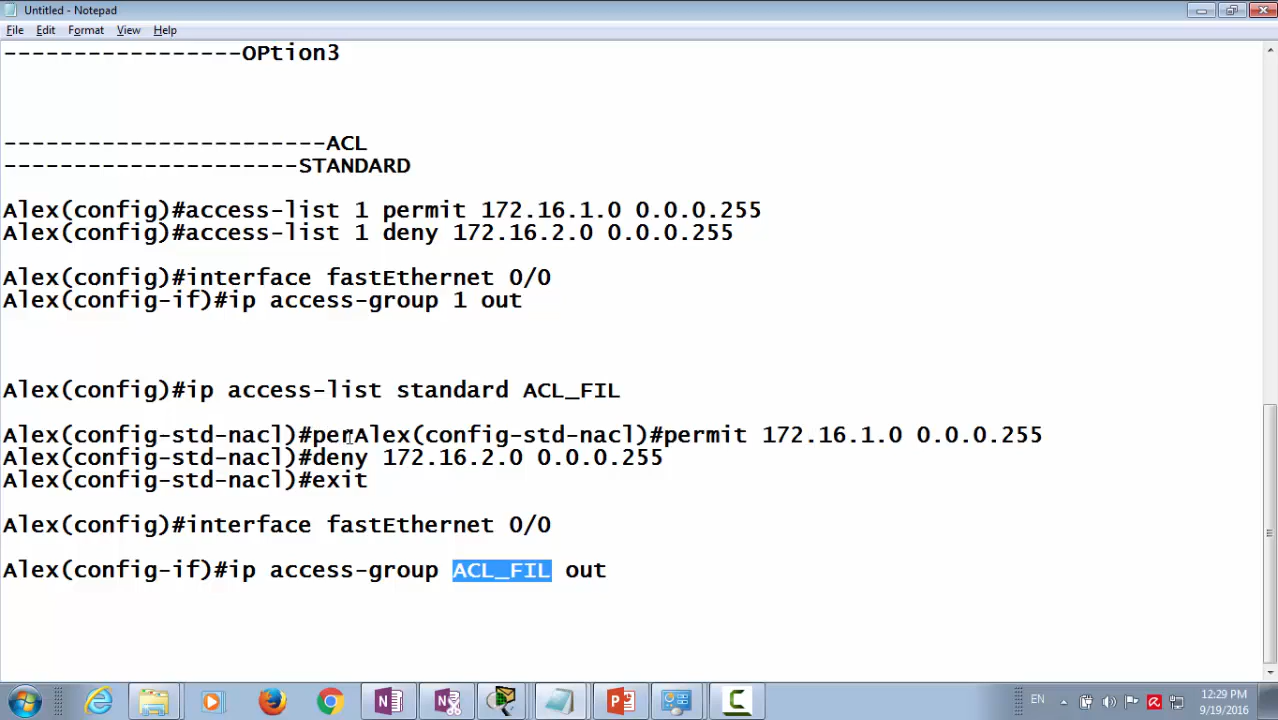 Untitled - Notepad
File Edit Format View Help
-----------------OPtion3
-----------------------ACL
---------------------STANDARD
Alex(config)#access-list 1 permit 172.16.1.0 0.0.0.255
Alex(config)#access-list 1 deny 172.16.2.0 0.0.0.255
Alex(config)#interface fastEthernet 0/0
Alex(config-if)#ip access-group 1 out
Alex(config)#ip access-list standard ACL_FIL
Alex(config-std-nacl)#perAlex(config-std-nacl)#permit 172.16.1.0 0.0.0.255
Alex(config-std-nacl)#deny 172.16.2.0 0.0.0.255
Alex(config-std-nacl)#exit
Alex(config)#interface fastEthernet 0/0
Alex(config-if)#ip access-group ACL_FIL out
EN
12:29 PM
9/19/2016